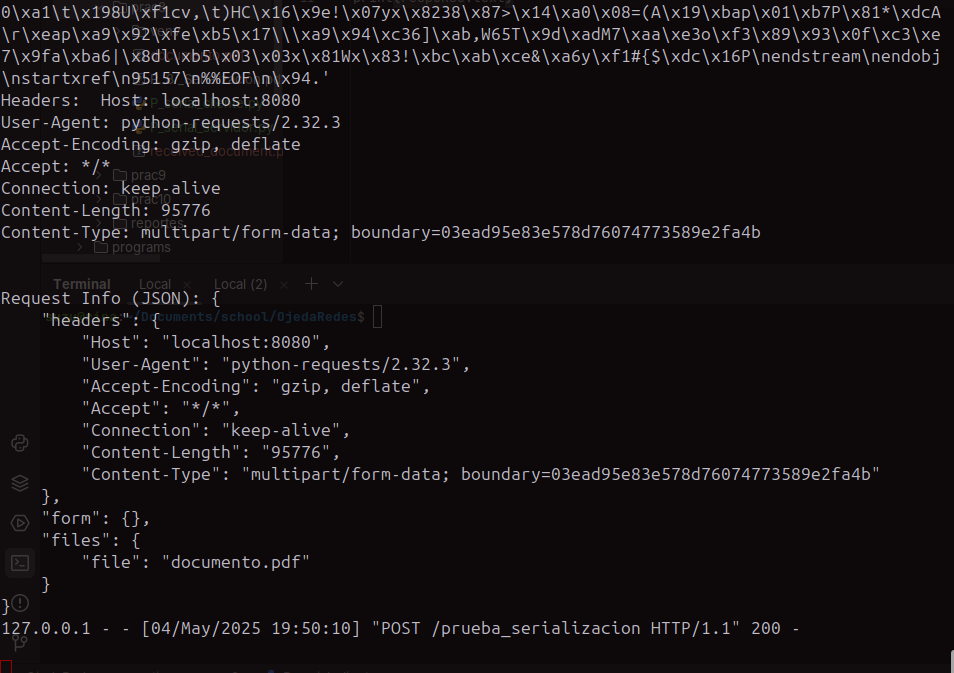 0\xa1\t\x198U\xf1cv,\t)HC\x16\x9e!\x07yx\x8238\x87>\x14\xa0\x08=(A\x19\xbap\x01\xb7P\x81*\xdcA
\r\xeap\xa9\x92\xfe\xb5\x17\\\xa9\x94\xc36]\xab,W65T\x9d\xadM7\xaa\xe3o\xf3\x89\x93\x0f\xc3\xe
7\x9fa\xba6|\x8dc\xb5\x03\x03x\x81Wx\x83!\xbc\xab\xce&\xa6y\xf1#{$\xdc\x16P\nendstream\nendobj
\nstartxref\n95157\n%%EOF\n\x94.'
Headers:  Host: localhost:8080
User-Agent: python-requests/2.32.3
Accept-Encoding: gzip, deflate
received_document.p
Accept: */*
prac9
Connection: keep-alive
prac10
Content-Length: 95776
reportes
Content-Type: multipart/form-data; boundary=03ead95e83e578d76074773589e2fa4b
programs
Terminal Local × Local (2) ×
Request Info (JSON): {
/Documents/school/OjedaRedes$
    "headers": {
        "Host": "localhost:8080",
        "User-Agent": "python-requests/2.32.3",
        "Accept-Encoding": "gzip, deflate",
        "Accept": "*/*",
        "Connection": "keep-alive",
        "Content-Length": "95776",
        "Content-Type": "multipart/form-data; boundary=03ead95e83e578d76074773589e2fa4b"
    },
    "form": {},
    "files": {
        "file": "documento.pdf"
    }
}
127.0.0.1 - - [04/May/2025 19:50:10] "POST /prueba_serializacion HTTP/1.1" 200 -